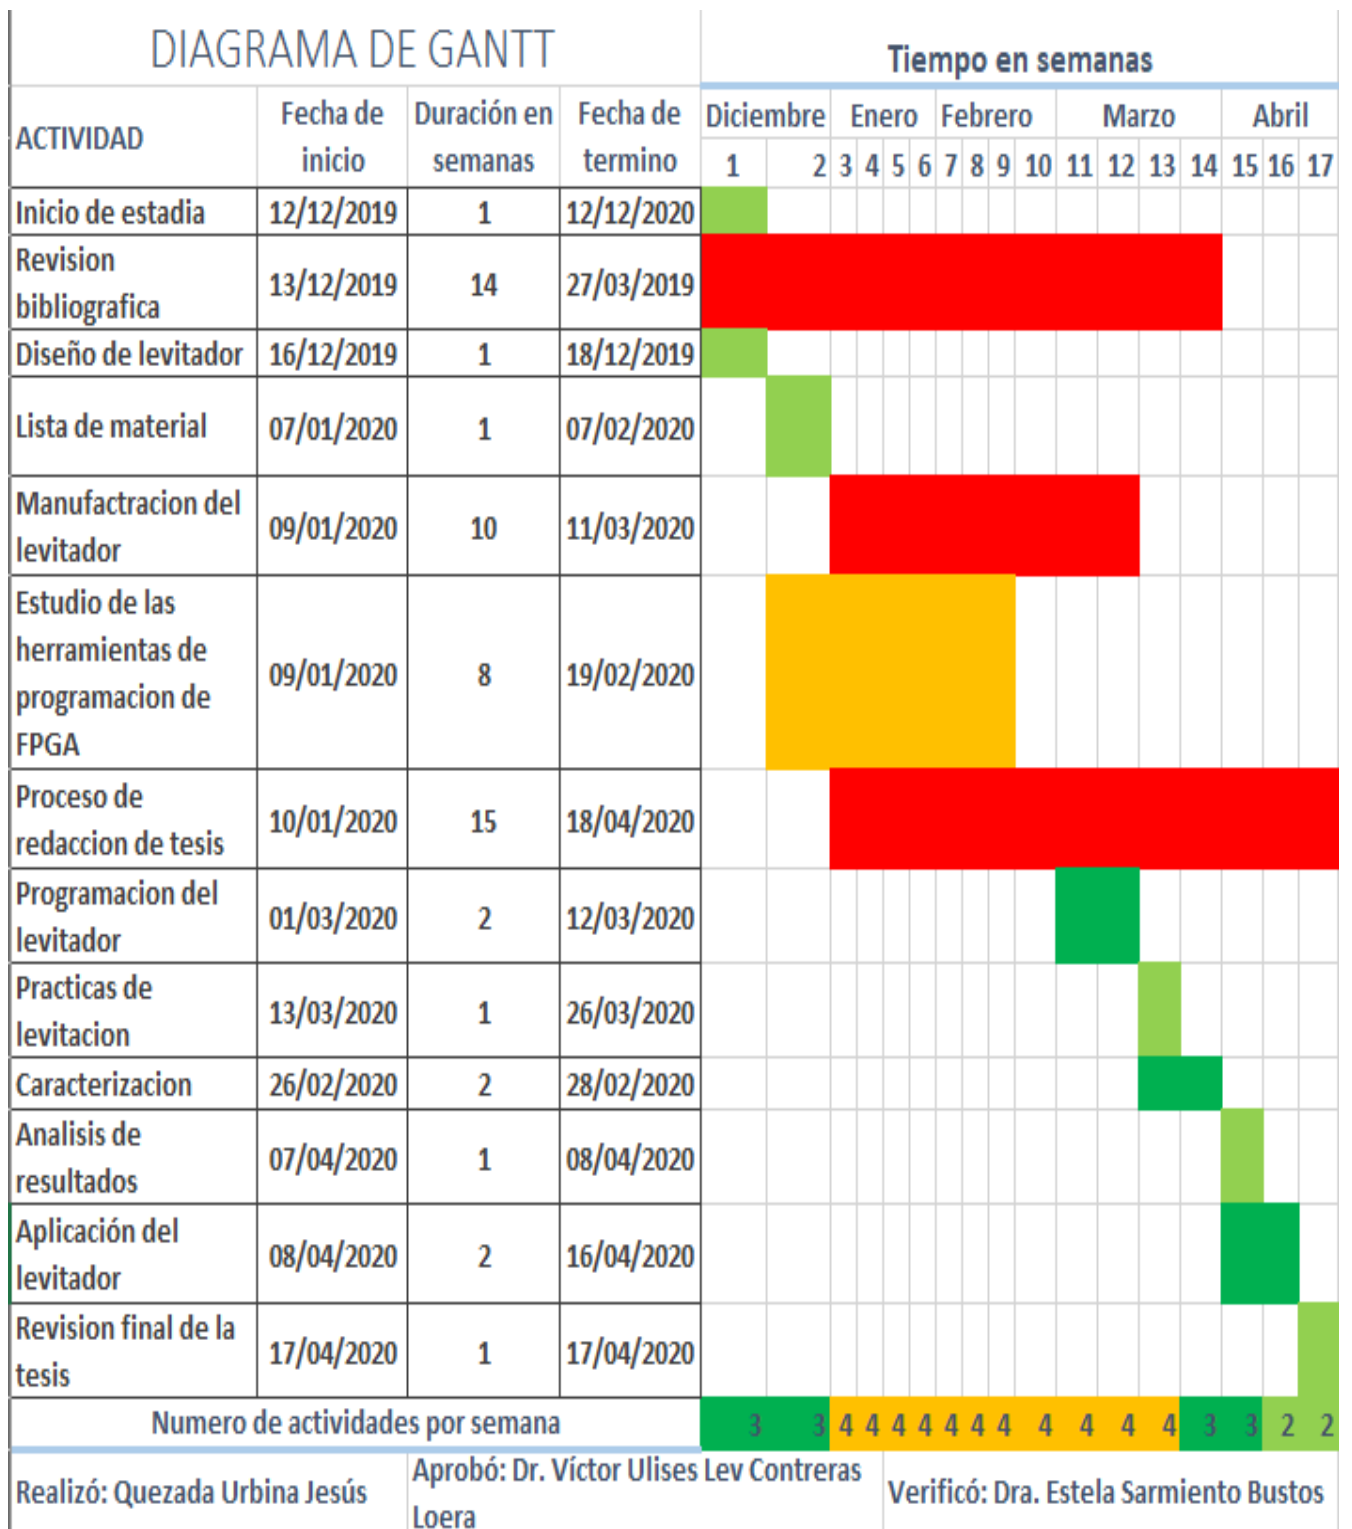 DIAGRAMA DE GANTT
Tiempo en semanas
ACTIVIDAD
Fecha de
inicio
Duración en
semanas
Fecha de
termino
Diciembre Enero Febrero Marzo Abril
1 2 3 4 5 6 7 8 9 10 11 12 13 14 15 16 17
Inicio de estadia 12/12/2019 1 12/12/2020
Revision
bibliografica
13/12/2019 14 27/03/2019
Diseño de levitador 16/12/2019 1 18/12/2019
Lista de material 07/01/2020 1 07/02/2020
Manufactracion del
levitador
09/01/2020 10 11/03/2020
Estudio de las
herramientas de
programacion de
FPGA
09/01/2020 8 19/02/2020
Proceso de
redaccion de tesis
10/01/2020 15 18/04/2020
Programacion del
levitador
01/03/2020 2 12/03/2020
Practicas de
levitacion
13/03/2020 1 26/03/2020
Caracterizacion 26/02/2020 2 28/02/2020
Analisis de
resultados
07/04/2020 1 08/04/2020
Aplicación del
levitador
08/04/2020 2 16/04/2020
Revision final de la
tesis
17/04/2020 1 17/04/2020
Numero de actividades por semana 3 3 4 4 4 4 4 4 4 4 4 4 4 3 3 2 2
Realizó: Quezada Urbina Jesús
Aprobó: Dr. Víctor Ulises Lev Contreras
Loera
Verificó: Dra. Estela Sarmiento Bustos